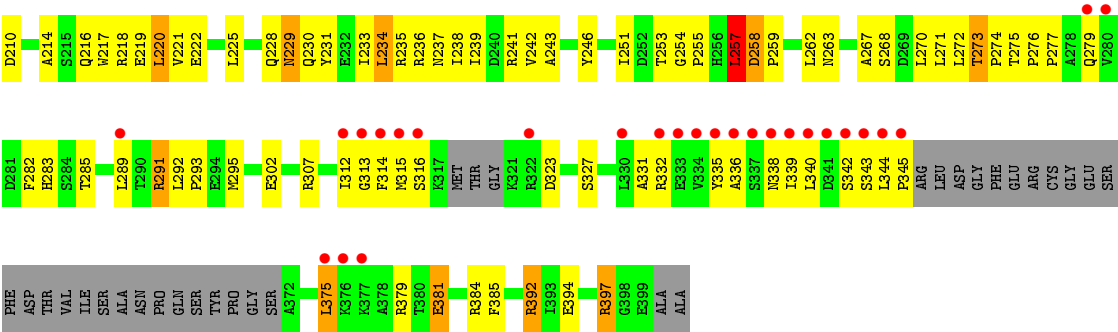 D210 A214 S215 Q216 W217 R218 E219 L220 V221 E222 L225 Q228 N229 Q230 Y231 E232 I233 L234 R235 R236 N237 I238 I239 D240 R241 V242 A243 Y246 I251 D252 T253 G254 P255 H256 L257 D258 P259 L262 N263 A267 S268 D269 L270 L271 L272 T273 P274 T275 P276 P277 A278 Q279 V280
D281 F282 H283 S284 T285 L289 T290 R291 L292 P293 E294 M295 E302 R307 I312 G313 F314 M315 S316 K317 MET THR GLY K321 R322 D323 S327 L330 A331 R332 E333 V334 Y335 A336 S337 N338 I339 L340 D341 S342 S343 L344 P345 ARG LEU ASP GLY PHE GLU ARG CYS GLY GLU SER
PHE ASP THR VAL ILE SER ALA ASN PRO GLN SER TYR PRO GLY SER A372 L375 K376 K377 A378 R379 T380 E381 R384 F385 R392 I393 E394 R397 G398 E399 ALA ALA